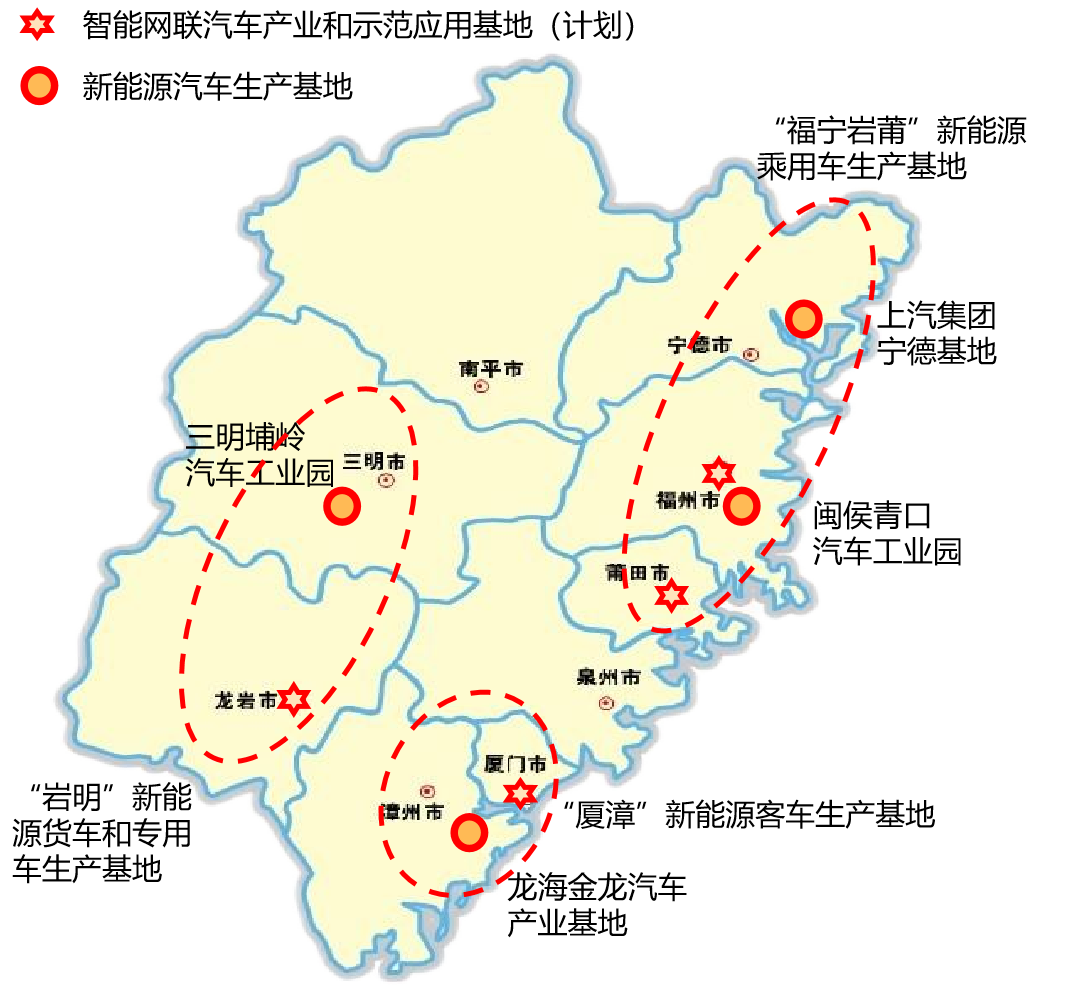 智能网联汽车产业和示范应用基地（计划）
新能源汽车生产基地
“福宁岩莆”新能源
乘用车生产基地
上汽集团
宁德基地
宁德市
南平市
三明埔岭
汽车工业园
三明市
福州市
闽侯青口
汽车工业园
莆田市
泉州市
龙岩市
厦门市
漳州市
“岩明”新能
源货车和专用
车生产基地
“厦漳”新能源客车生产基地
龙海金龙汽车
产业基地